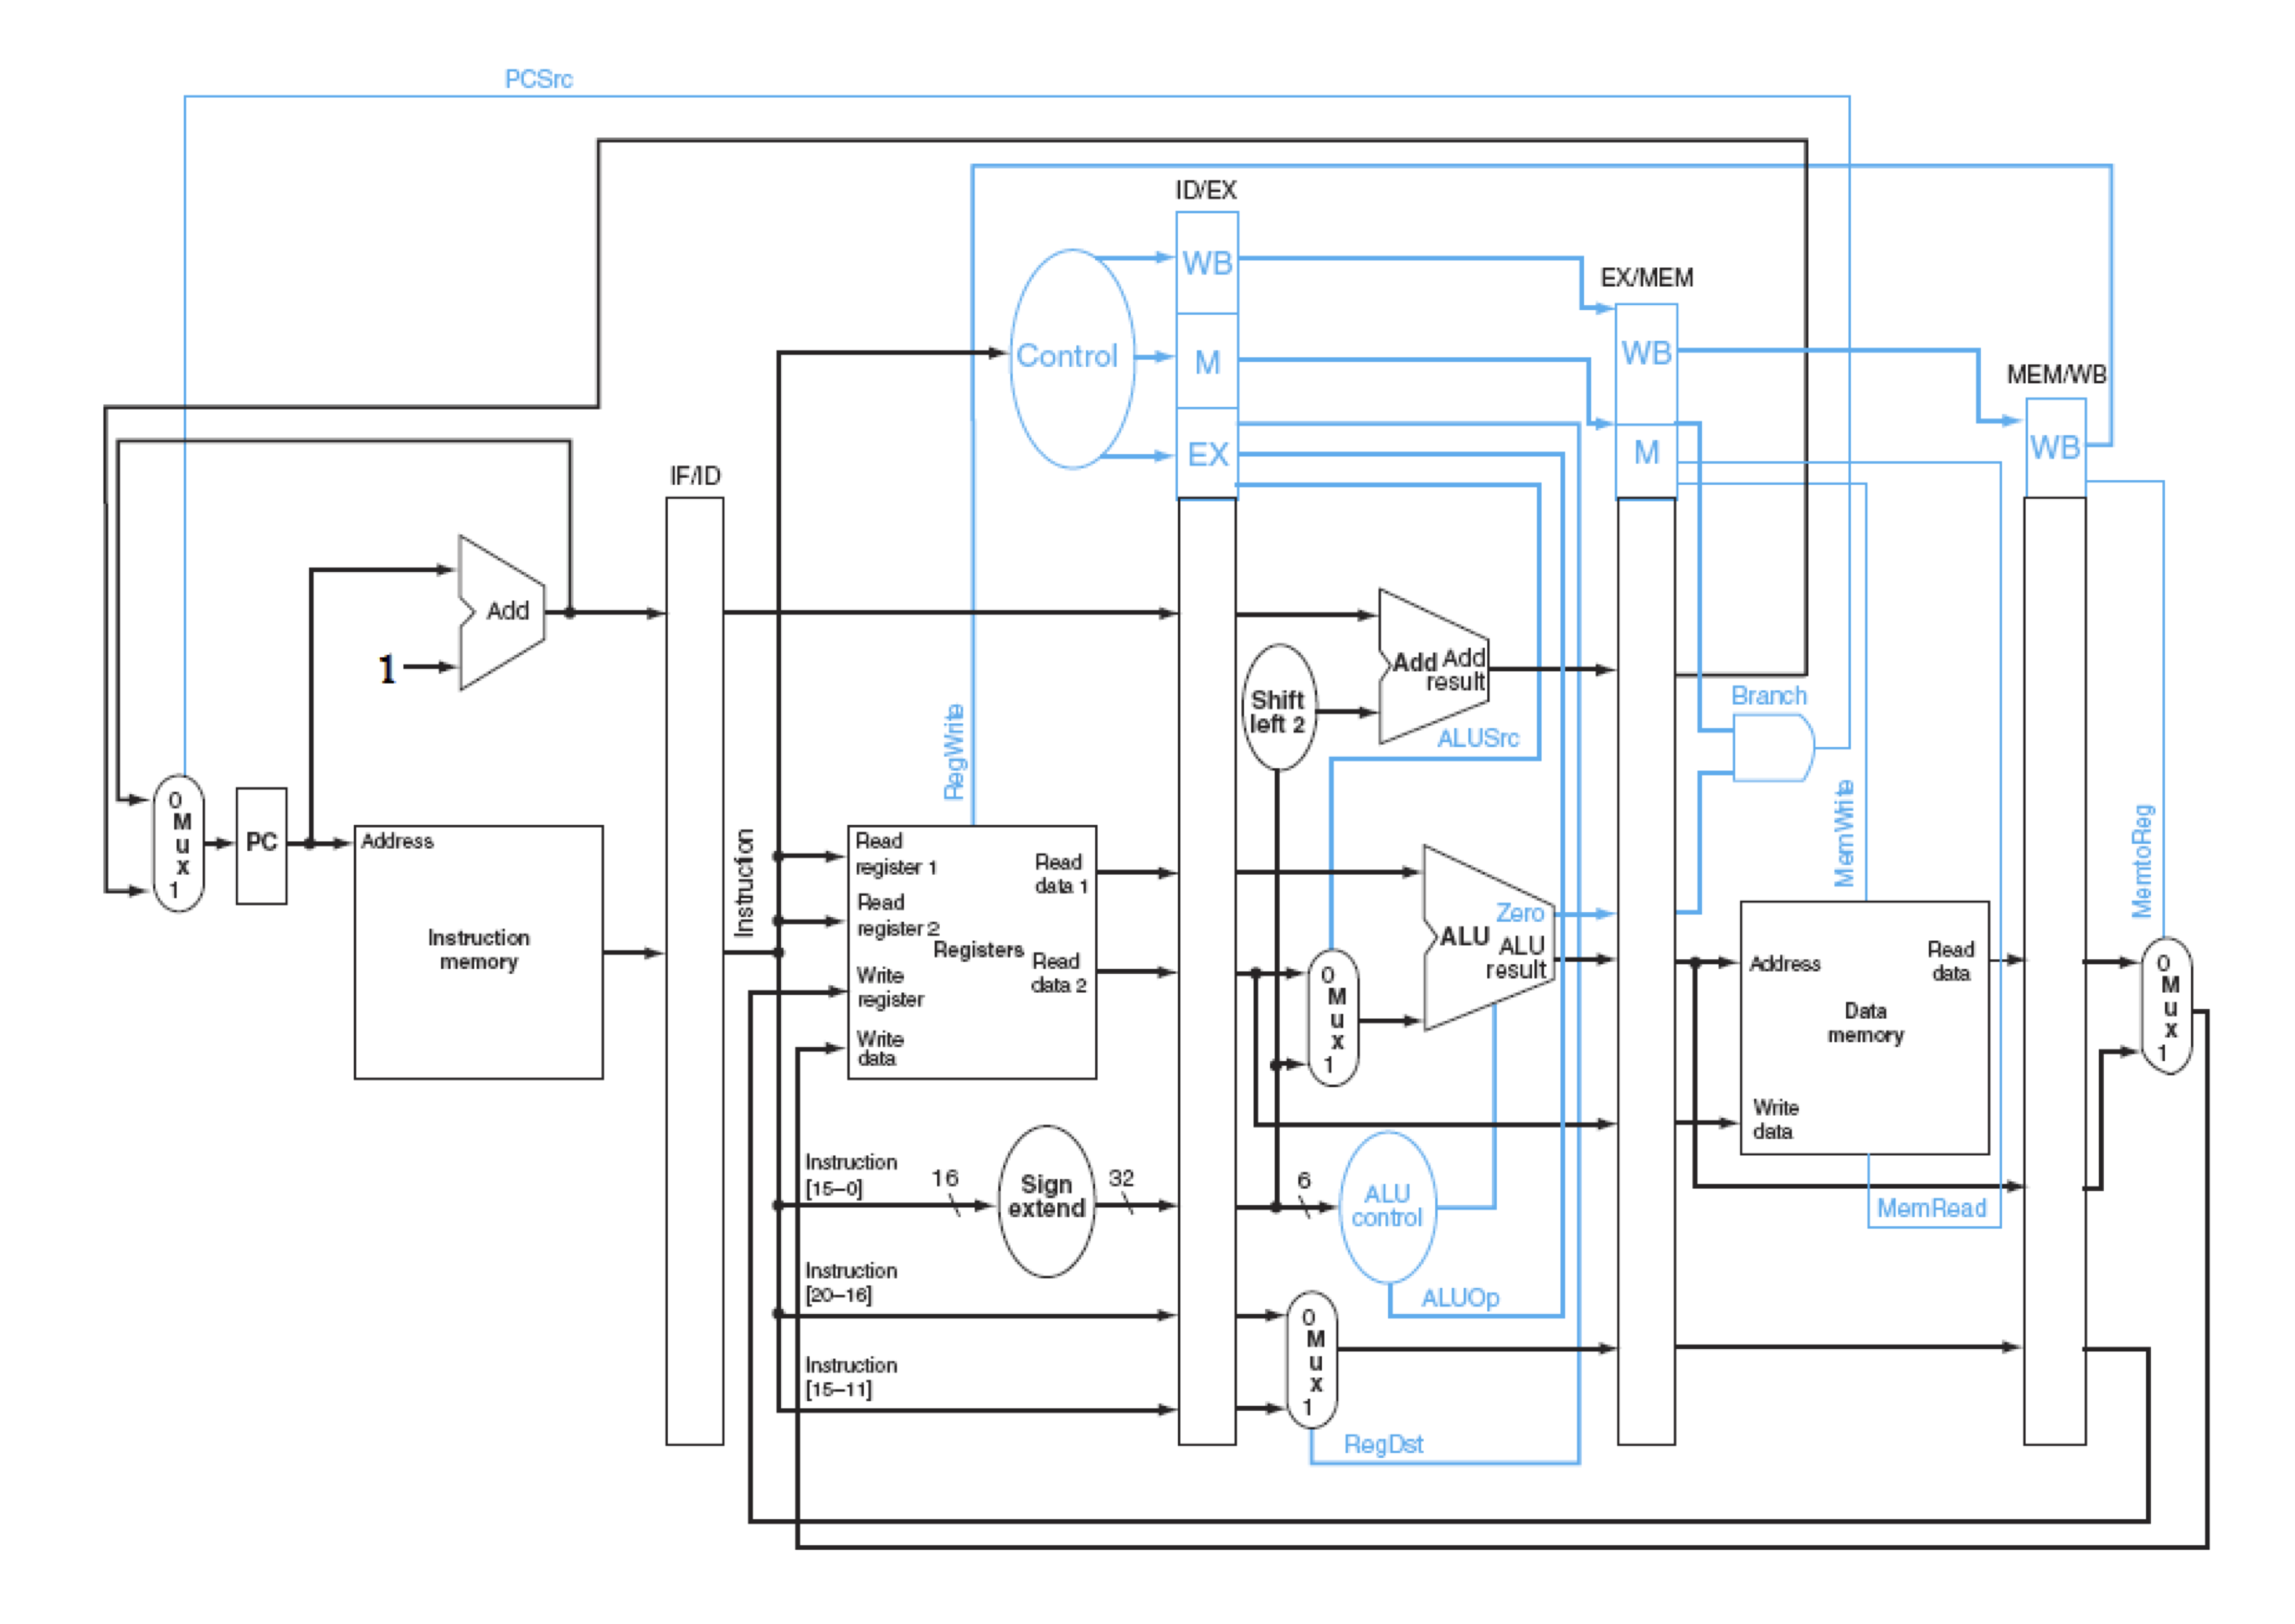 PCSrc
ID/EX
WB
EX/MEM
Control
M
WB
MEM/WB
EX
M
WB
IF/ID
Add
1
Add Add
result
Shift
left 2
Branch
ALUSrc
RegWrite
MemWrite
MemtoReg
0
M
u
x
1
PC
Address
Instruction
memory
Instruction
Read
register 1
Read
register 2
Write
register
Write
data
Registers
Read
data 1
Read
data 2
0
M
u
x
1
Zero
ALU
ALU
result
Address
Read
data
Data
memory
Write
data
0
M
u
x
1
Instruction
[15–0]
16
Sign
extend
32
6
ALU
control
MemRead
Instruction
[20–16]
ALUOp
0
M
u
x
1
Instruction
[15–11]
RegDst